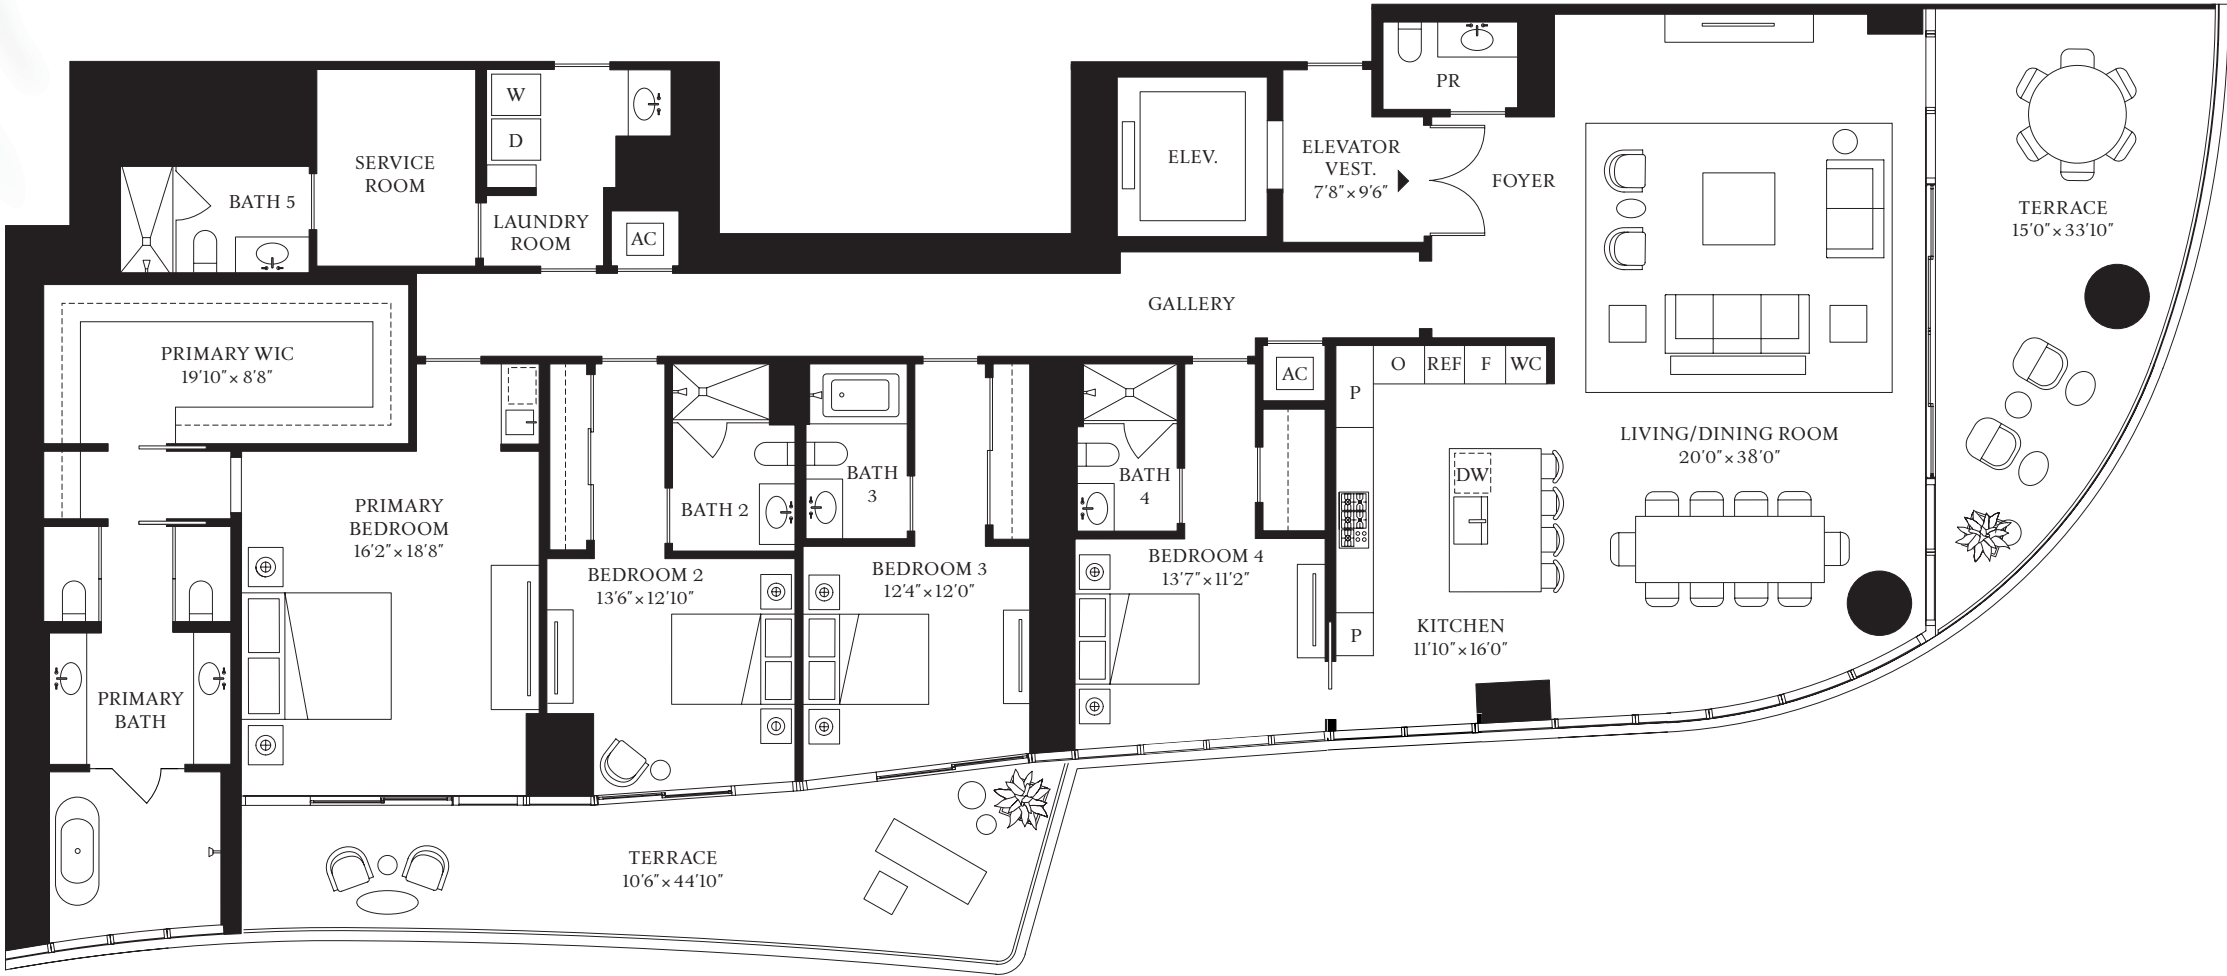 PR
W
D
SERVICE
ROOM
BATH 5
LAUNDRY
ROOM
AC
ELEV.
ELEVATOR
VEST.
7'8"×9'6"
FOYER
TERRACE
15'0"×33'10"
GALLERY
PRIMARY WIC
19'10"×8'8"
AC
P
O
REF
F
WC
LIVING/DINING ROOM
20'0"×38'0"
DW
PRIMARY
BEDROOM
16'2"×18'8"
BATH 2
BATH
3
BATH
4
BEDROOM 2
13'6"×12'10"
BEDROOM 3
12'4"×12'0"
BEDROOM 4
13'7"×11'2"
P
KITCHEN
11'10"×16'0"
PRIMARY
BATH
TERRACE
10'6"×44'10"